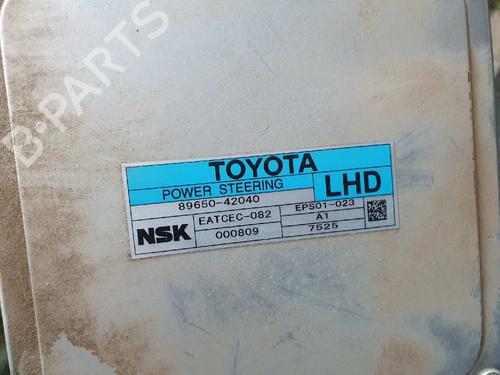 B-PARTS
TOYOTA
POWER STEERING
LHD
89650-42040
NSK
EATCEC-082
EPS01-023
000809
A1
7525